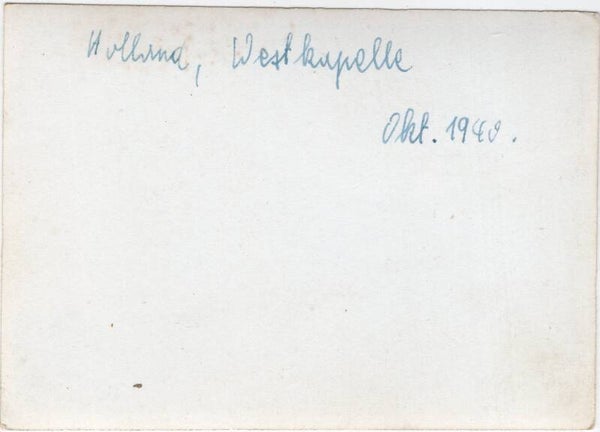 Holland, Westkapelle
Okt. 1940.